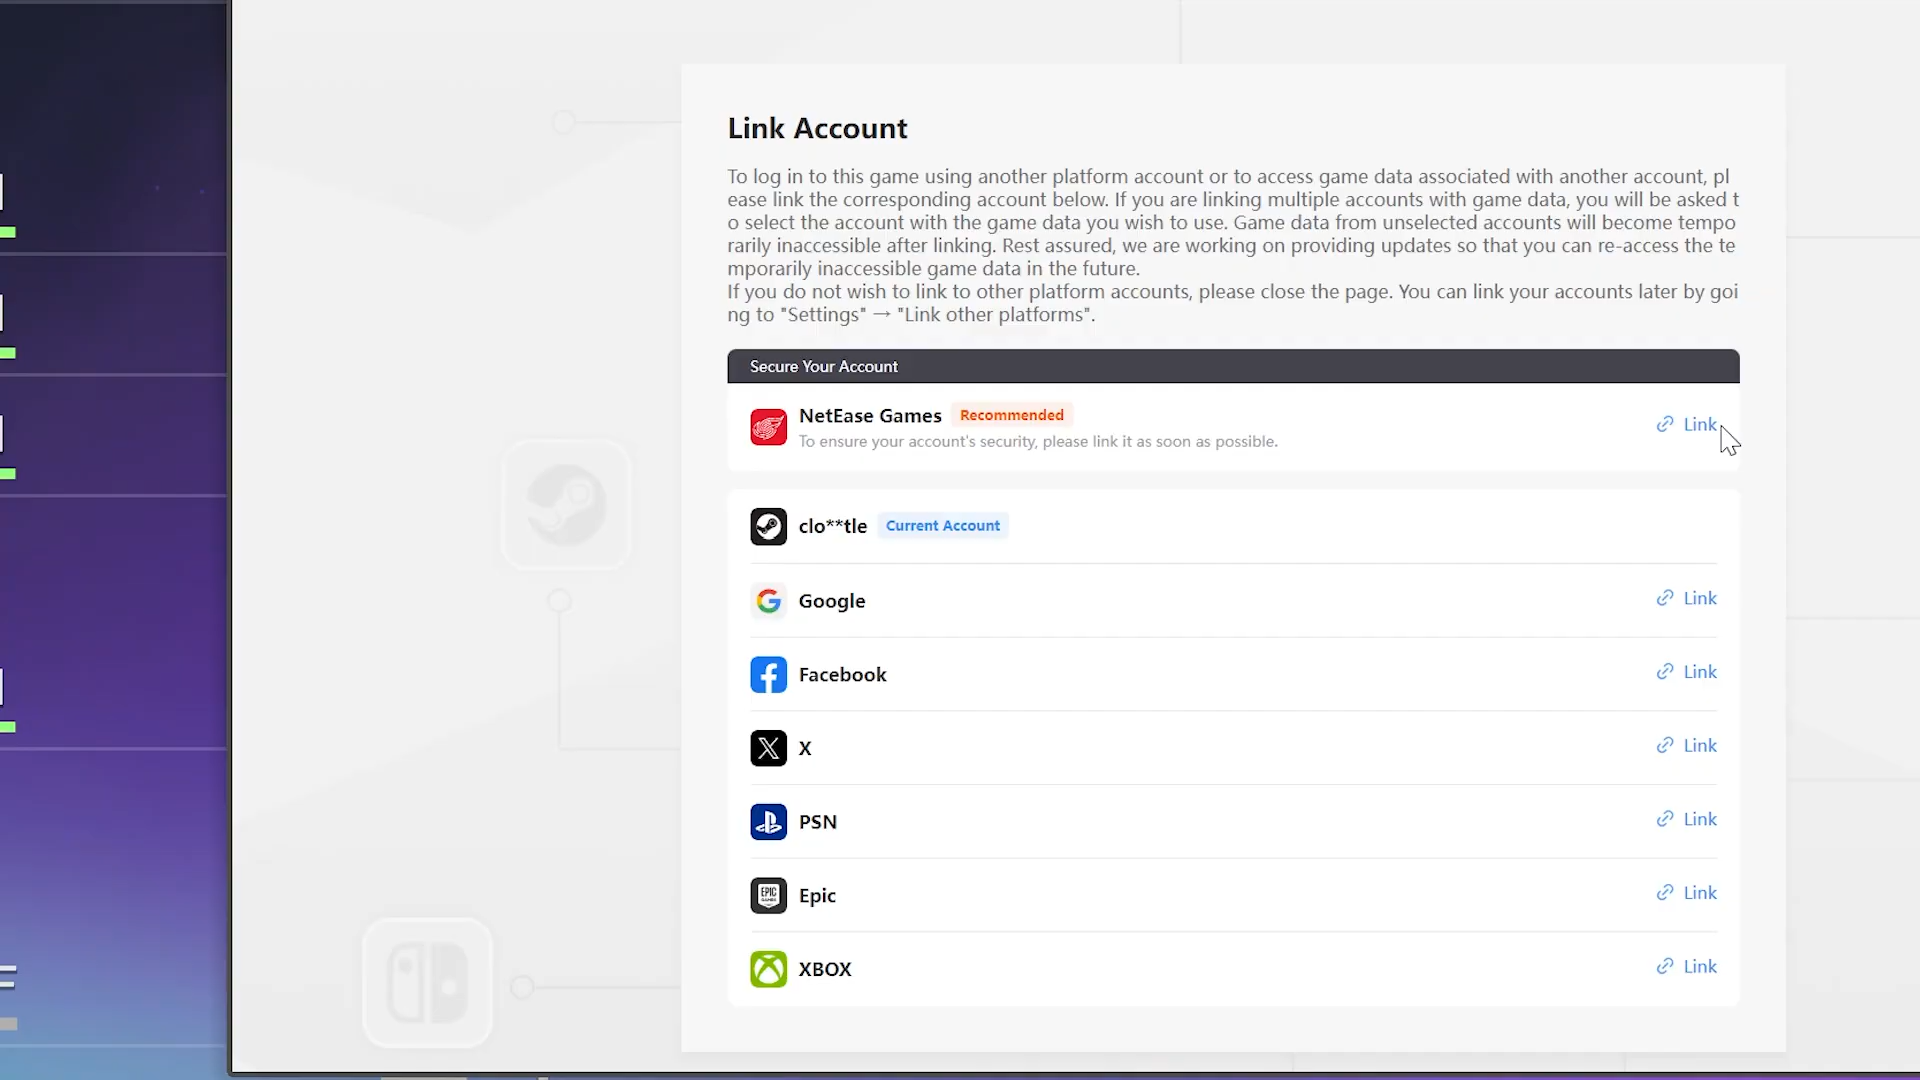 Link Account
To log in to this game using another platform account or to access game data associated with another account, pl
ease link the corresponding account below. If you are linking multiple accounts with game data, you will be asked t
o select the account with the game data you wish to use. Game data from unselected accounts will become tempo
rarily inaccessible after linking. Rest assured, we are working on providing updates so that you can re-access the te
mporarily inaccessible game data in the future.
If you do not wish to link to other platform accounts, please close the page. You can link your accounts later by goi
ng to "Settings" → "Link other platforms".
Secure Your Account
NetEase Games Recommended
To ensure your account's security, please link it as soon as possible.
Link
clo**tle Current Account
Google Link
Facebook Link
X Link
PSN Link
EPIC GAMES
Epic Link
XBOX Link